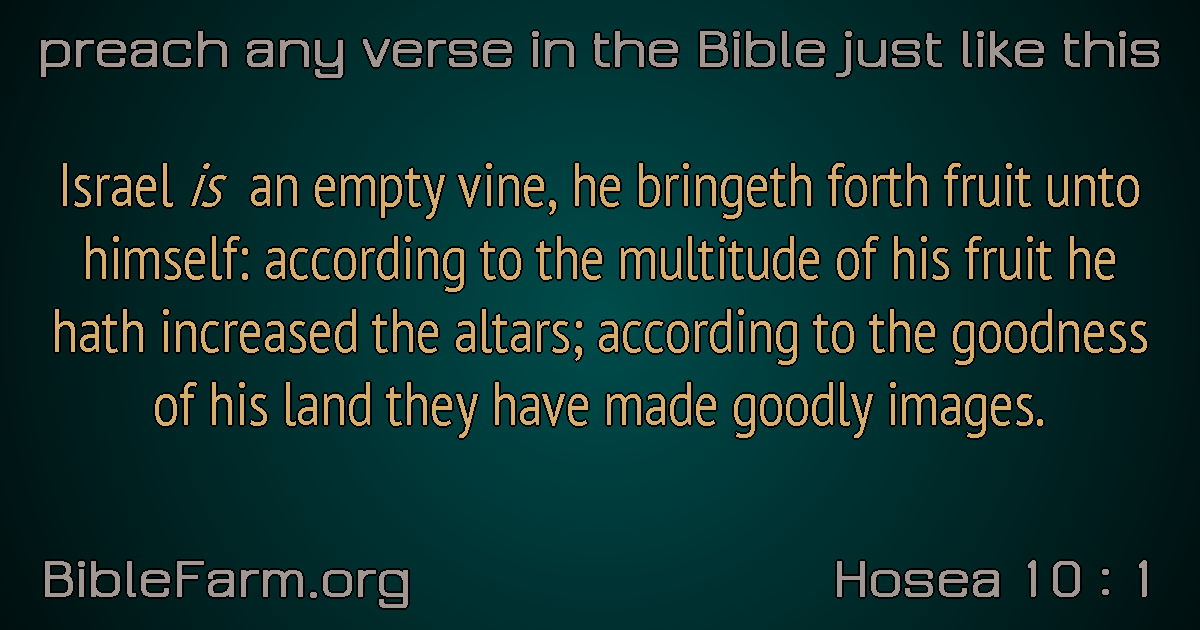 preach any verse in the Bible just like this
Israel is an empty vine, he bringeth forth fruit unto
himself: according to the multitude of his fruit he
hath increased the altars; according to the goodness
of his land they have made goodly images.
BibleFarm.org
Hosea 10 : 1